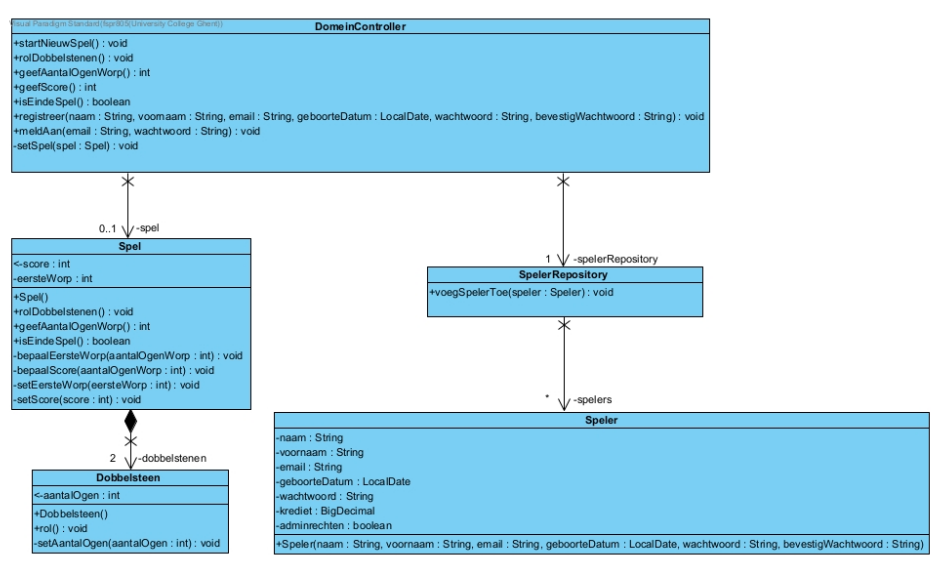 Visual Paradigm Standard(fspr805(University College Ghent))
DomeinController
+startNieuwSpel() : void
+rolDobbelstenen() : void
+geefAantalOgenWorp() : int
+geefScore() : int
+isEindeSpel() : boolean
+registreer(naam : String, voornaam : String, email : String, geboorteDatum : LocalDate, wachtwoord : String, bevestigWachtwoord : String) : void
+meldAan(email : String, wachtwoord : String) : void
-setSpel(spel : Spel) : void
0..1 -spel
1 -spelerRepository
Spel
<-score : int
-eersteWorp : int
+Spel()
+rolDobbelstenen() : void
+geefAantalOgenWorp() : int
+isEindeSpel() : boolean
-bepaalEersteWorp(aantalOgenWorp : int) : void
-bepaalScore(aantalOgenWorp : int) : void
-setEersteWorp(eersteWorp : int) : void
-setScore(score : int) : void
SpelerRepository
+voegSpelerToe(speler : Speler) : void
* -spelers
2 -dobbelstenen
Dobbelsteen
<-aantalOgen : int
+Dobbelsteen()
+rol() : void
-setAantalOgen(aantalOgen : int) : void
Speler
-naam : String
-voornaam : String
-email : String
-geboorteDatum : LocalDate
-wachtwoord : String
-krediet : BigDecimal
-adminrechten : boolean
+Speler(naam : String, voornaam : String, email : String, geboorteDatum : LocalDate, wachtwoord : String, bevestigWachtwoord : String)